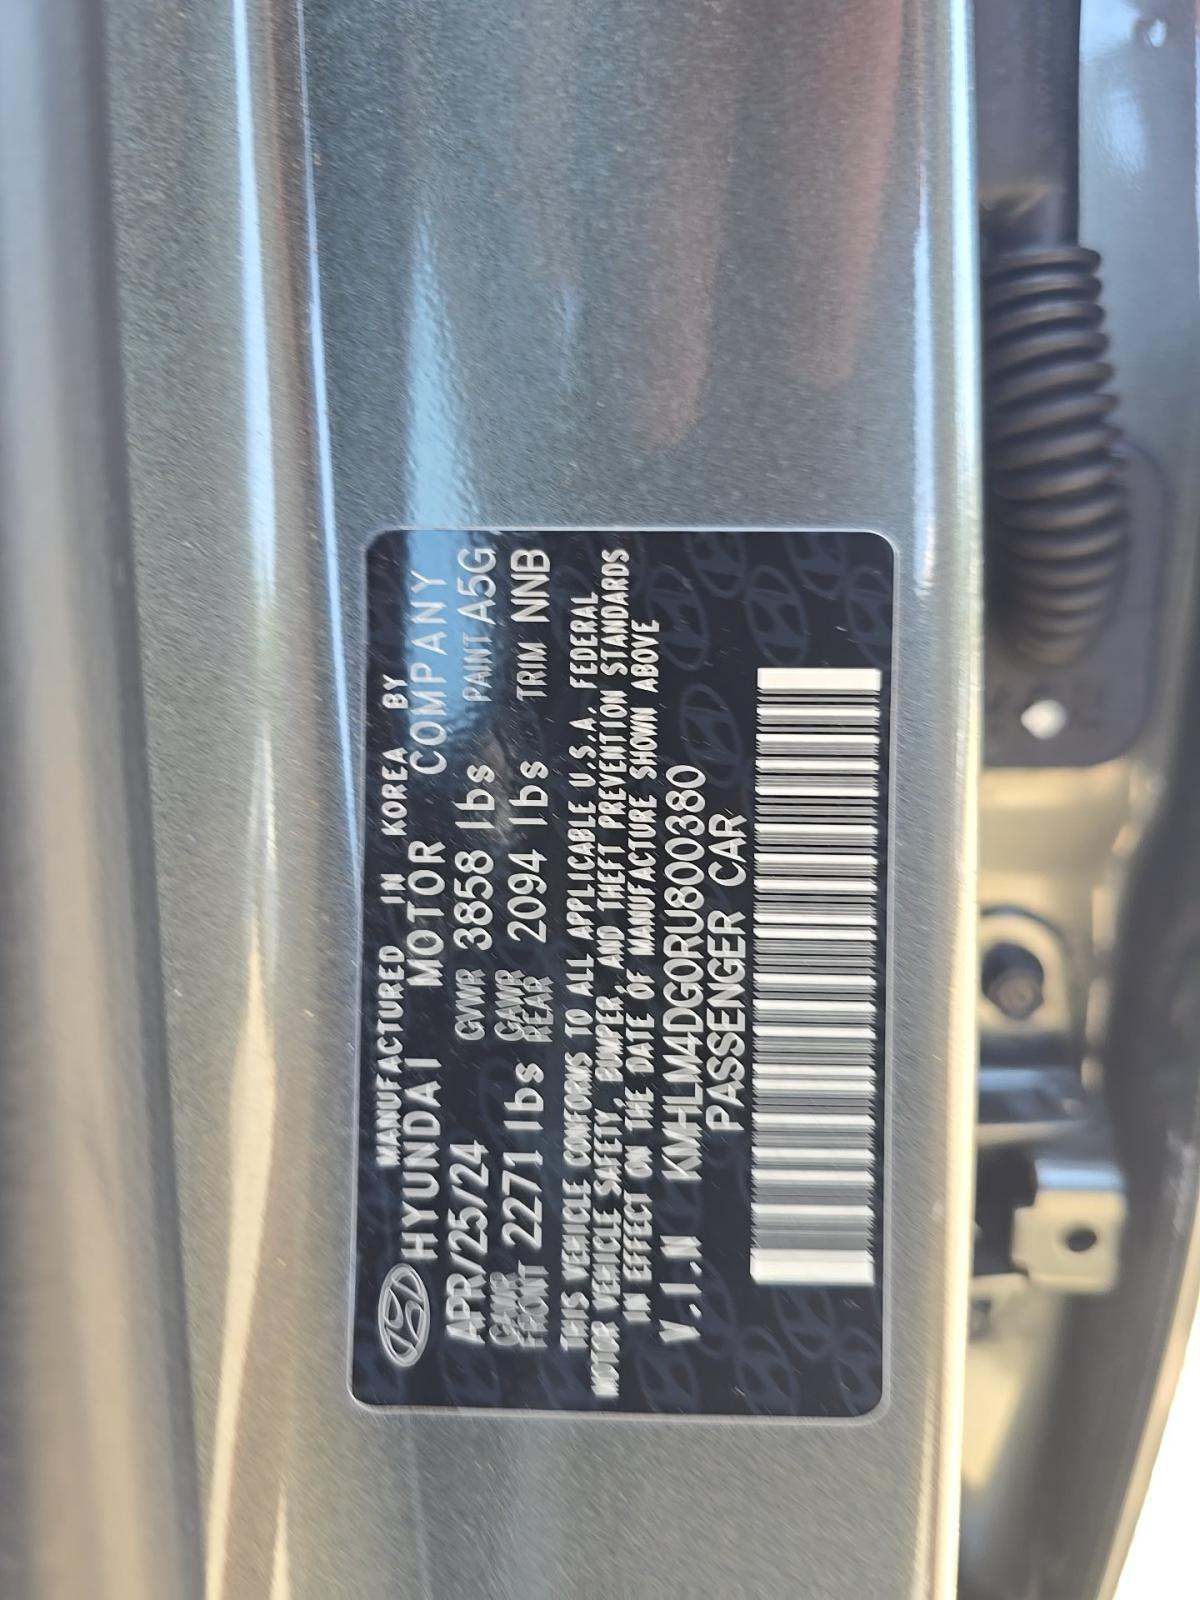 MANUFACTURED IN KOREA BY
HYUNDAI MOTOR COMPANY
APR/25/24 GVWR 3858 lbs PAINT A5G
GAWR FRONT 2271 lbs GAWR REAR 2094 lbs TRIM NNB
THIS VEHICLE CONFORMS TO ALL APPLICABLE U.S.A. FEDERAL
MOTOR VEHICLE SAFETY, BUMPER, AND THEFT PREVENTION STANDARDS
IN EFFECT ON THE DATE OF MANUFACTURE SHOWN ABOVE
V.I.N KMHLM4DG0RU800380
PASSENGER CAR